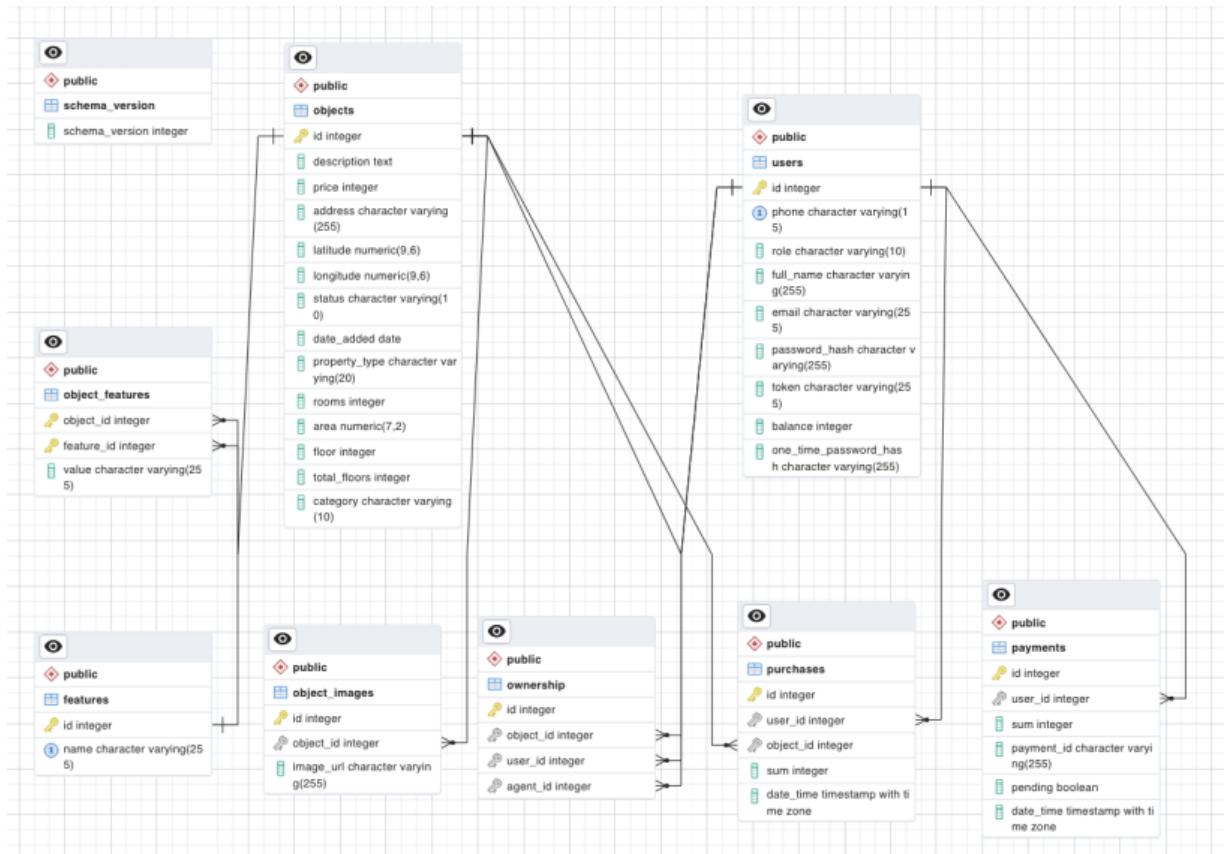 public
schema_version
schema_version integer
public
objects
id integer
description text
price integer
address character varying
(255)
latitude numeric(9,6)
longitude numeric(9,6)
status character varying(1
0)
date_added date
property_type character var
ying(20)
rooms integer
area numeric(7,2)
floor integer
total_floors integer
category character varying
(10)
public
users
id integer
1
phone character varying(1
5)
role character varying(10)
full_name character varyin
g(255)
email character varying(25
5)
password_hash character v
arying(255)
token character varying(25
5)
balance integer
one_time_password_has
h character varying(255)
public
object_features
object_id integer
feature_id integer
value character varying(25
5)
public
features
id integer
1
name character varying(25
5)
public
object_images
id integer
object_id integer
image_url character varyin
g(255)
public
ownership
id integer
object_id integer
user_id integer
agent_id integer
public
purchases
id integer
user_id integer
object_id integer
sum integer
date_time timestamp with ti
me zone
public
payments
id integer
user_id integer
sum integer
payment_id character varyi
ng(255)
pending boolean
date_time timestamp with ti
me zone